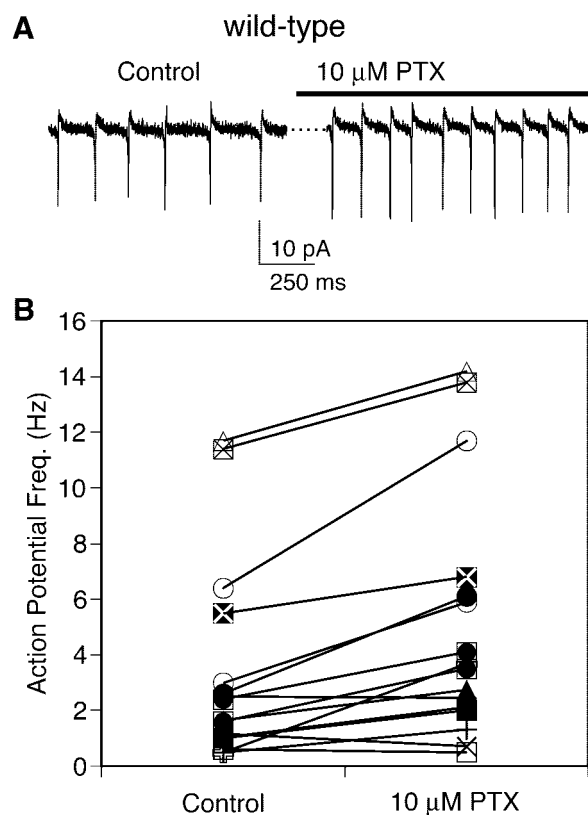 A
wild-type
Control
10 μM PTX
10 pA
250 ms
B
Action Potential Freq. (Hz)
16
14
12
10
8
6
4
2
0
Control
10 μM PTX